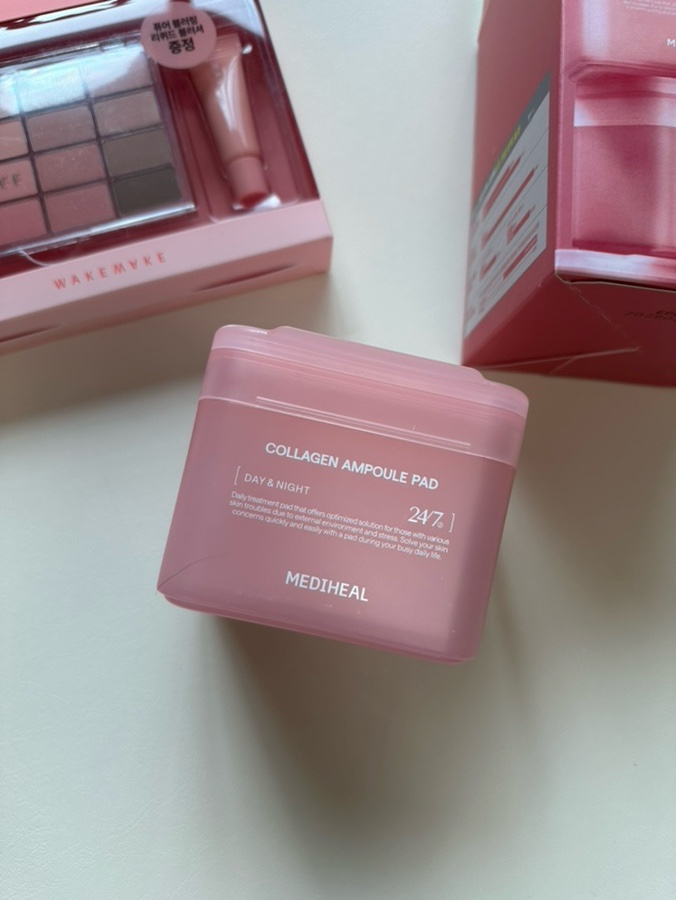 퓨어 블러링
리퀴드 블러셔
증정
WAKEMAKE
COLLAGEN AMPOULE PAD
[ DAY & NIGHT
24/7® ]
Daily treatment pad that offers optimized solution for those with various
skin troubles due to external environment and stress. Solve your skin
concerns quickly and easily with a pad during your busy daily life.
MEDIHEAL